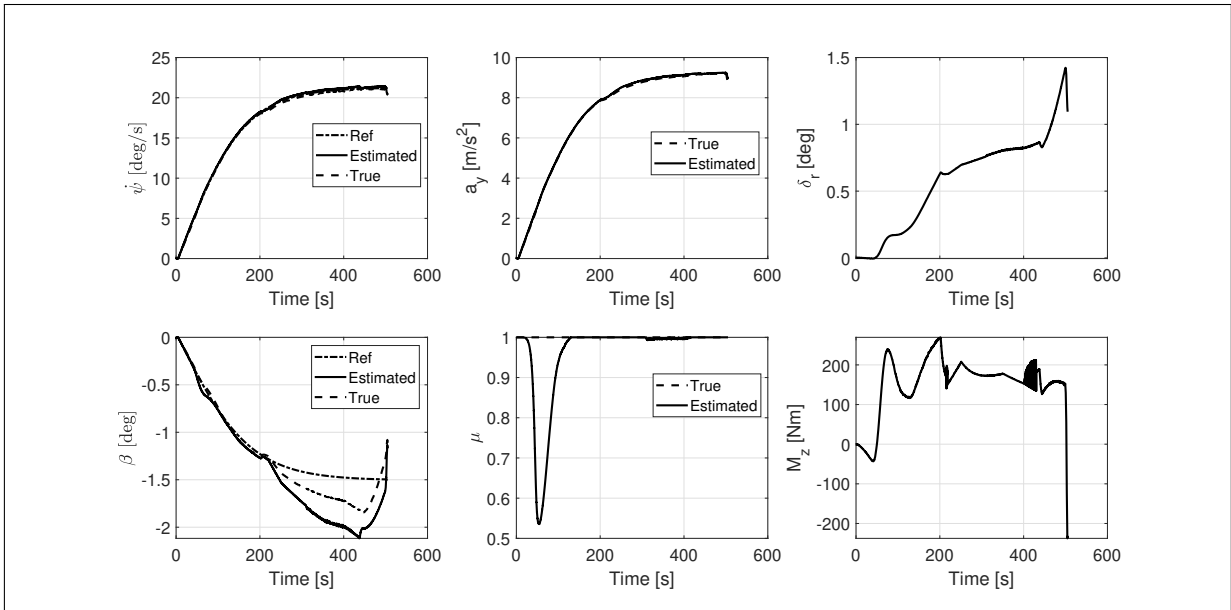 25
20
15
10
5
0
0 200 400 600
Time [s]
ψ̇ [deg/s]
Ref
Estimated
True
10
8
6
4
2
0
0 200 400 600
Time [s]
a_y [m/s²]
True
Estimated
1.5
1
0.5
0
0 200 400 600
Time [s]
δ_r [deg]
0
-0.5
-1
-1.5
-2
0 200 400 600
Time [s]
β [deg]
Ref
Estimated
True
1
0.9
0.8
0.7
0.6
0.5
0 200 400 600
Time [s]
μ
True
Estimated
200
100
0
-100
-200
0 200 400 600
Time [s]
M_z [Nm]